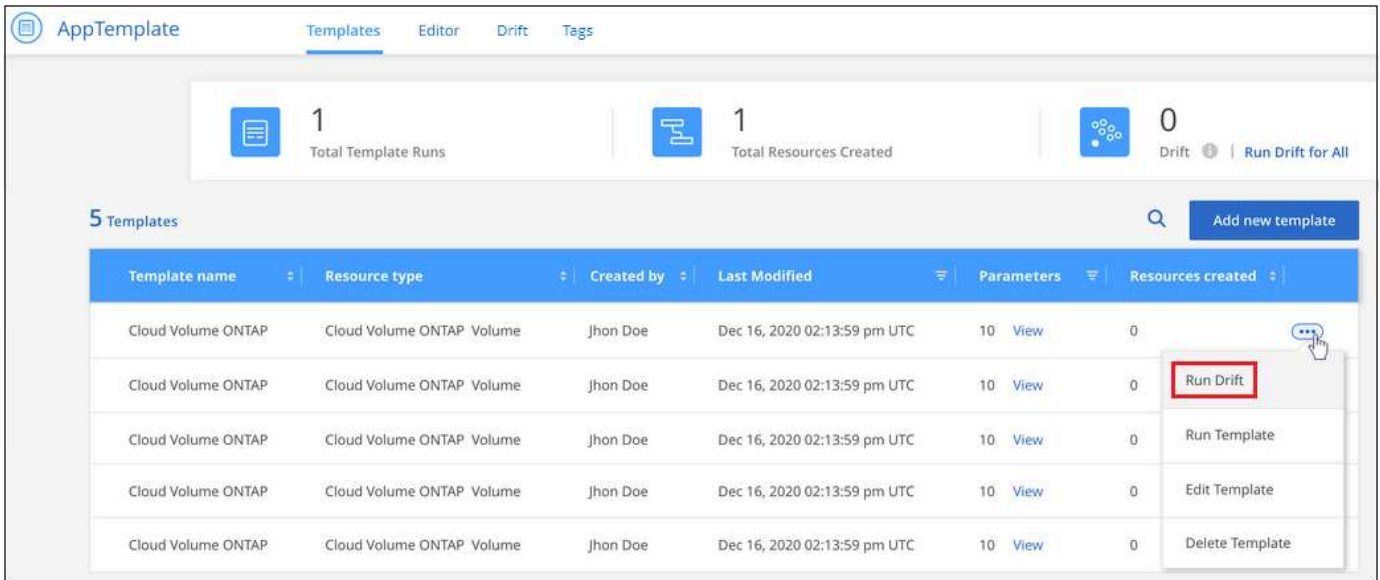 AppTemplate Templates Editor Drift Tags
1 1 0
Total Template Runs Total Resources Created Drift | Run Drift for All
5 Templates Add new template
Template name Resource type Created by Last Modified Parameters Resources created
Cloud Volume ONTAP Cloud Volume ONTAP Volume Jhon Doe Dec 16, 2020 02:13:59 pm UTC 10 View 0
Cloud Volume ONTAP Cloud Volume ONTAP Volume Jhon Doe Dec 16, 2020 02:13:59 pm UTC 10 View 0 Run Drift
Cloud Volume ONTAP Cloud Volume ONTAP Volume Jhon Doe Dec 16, 2020 02:13:59 pm UTC 10 View 0 Run Template
Cloud Volume ONTAP Cloud Volume ONTAP Volume Jhon Doe Dec 16, 2020 02:13:59 pm UTC 10 View 0 Edit Template
Cloud Volume ONTAP Cloud Volume ONTAP Volume Jhon Doe Dec 16, 2020 02:13:59 pm UTC 10 View 0 Delete Template